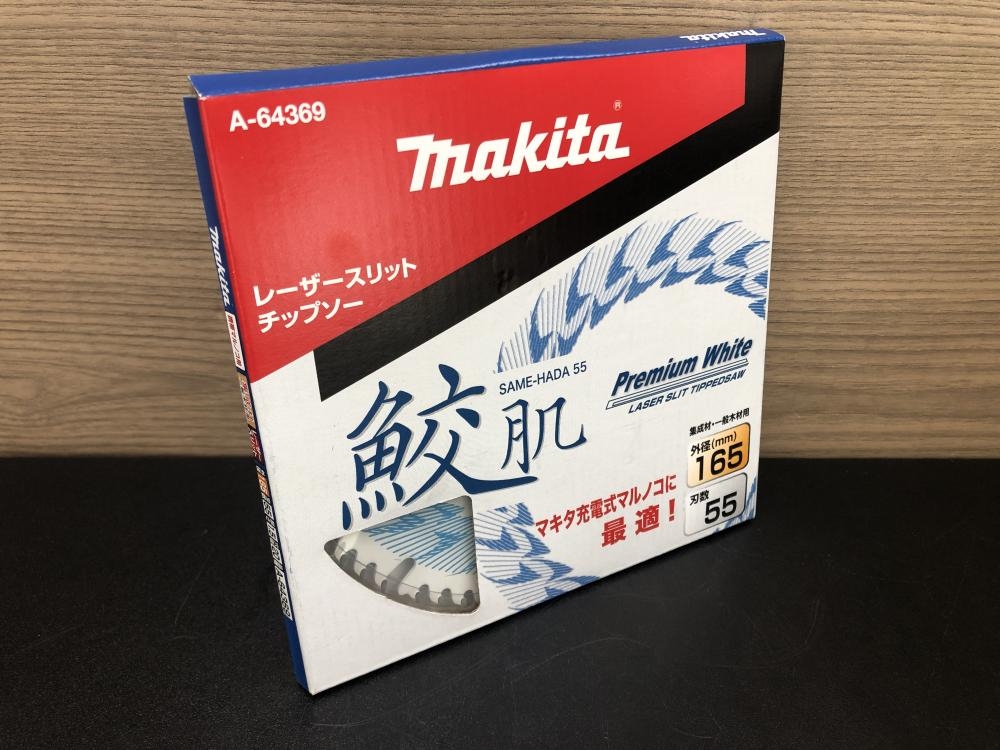 makita
A-64369
makita®
レーザースリット
チップソー
SAME-HADA 55
鮫肌
Premium White
LASER SLIT TIPPEDSAW
集成材・一般木材用
外径(mm)
165
刃数
55
マキタ充電式マルノコに
最適!
makita